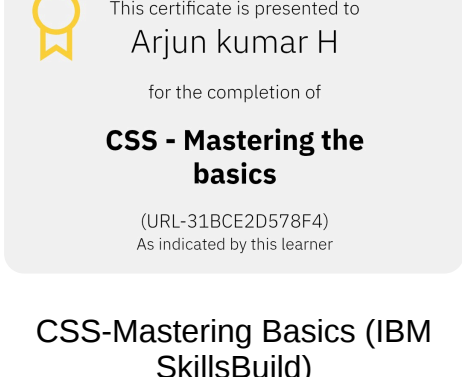 This certificate is presented to
Arjun kumar H
for the completion of
CSS - Mastering the
basics
(URL-31BCE2D578F4)
As indicated by this learner
CSS-Mastering Basics (IBM
SkillsBuild)